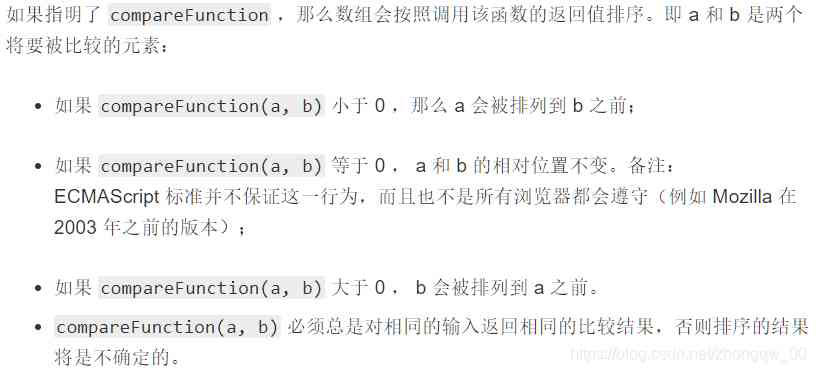 如果指明了 compareFunction ，那么数组会按照调用该函数的返回值排序。即 a 和 b 是两个
将要被比较的元素：
如果 compareFunction(a, b) 小于 0 ，那么 a 会被排列到 b 之前；
如果 compareFunction(a, b) 等于 0 ， a 和 b 的相对位置不变。备注：
ECMAScript 标准并不保证这一行为，而且也不是所有浏览器都会遵守（例如 Mozilla 在
2003 年之前的版本）；
如果 compareFunction(a, b) 大于 0 ， b 会被排列到 a 之前。
compareFunction(a, b) 必须总是对相同的输入返回相同的比较结果，否则排序的结果
将是不确定的。
https://blog.csdn.net/zhongqw_00